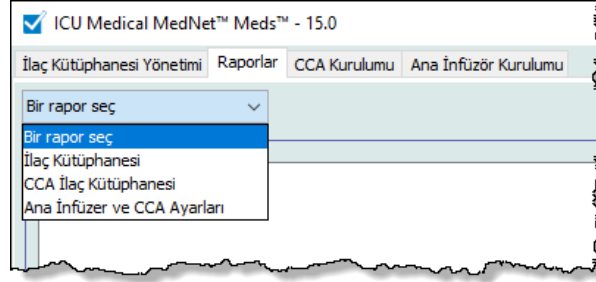 ICU Medical MedNet™ Meds™ - 15.0
İlaç Kütüphanesi Yönetimi Raporlar CCA Kurulumu Ana İnfüzör Kurulumu
Bir rapor seç
Bir rapor seç
İlaç Kütüphanesi
CCA İlaç Kütüphanesi
Ana İnfüzer ve CCA Ayarları